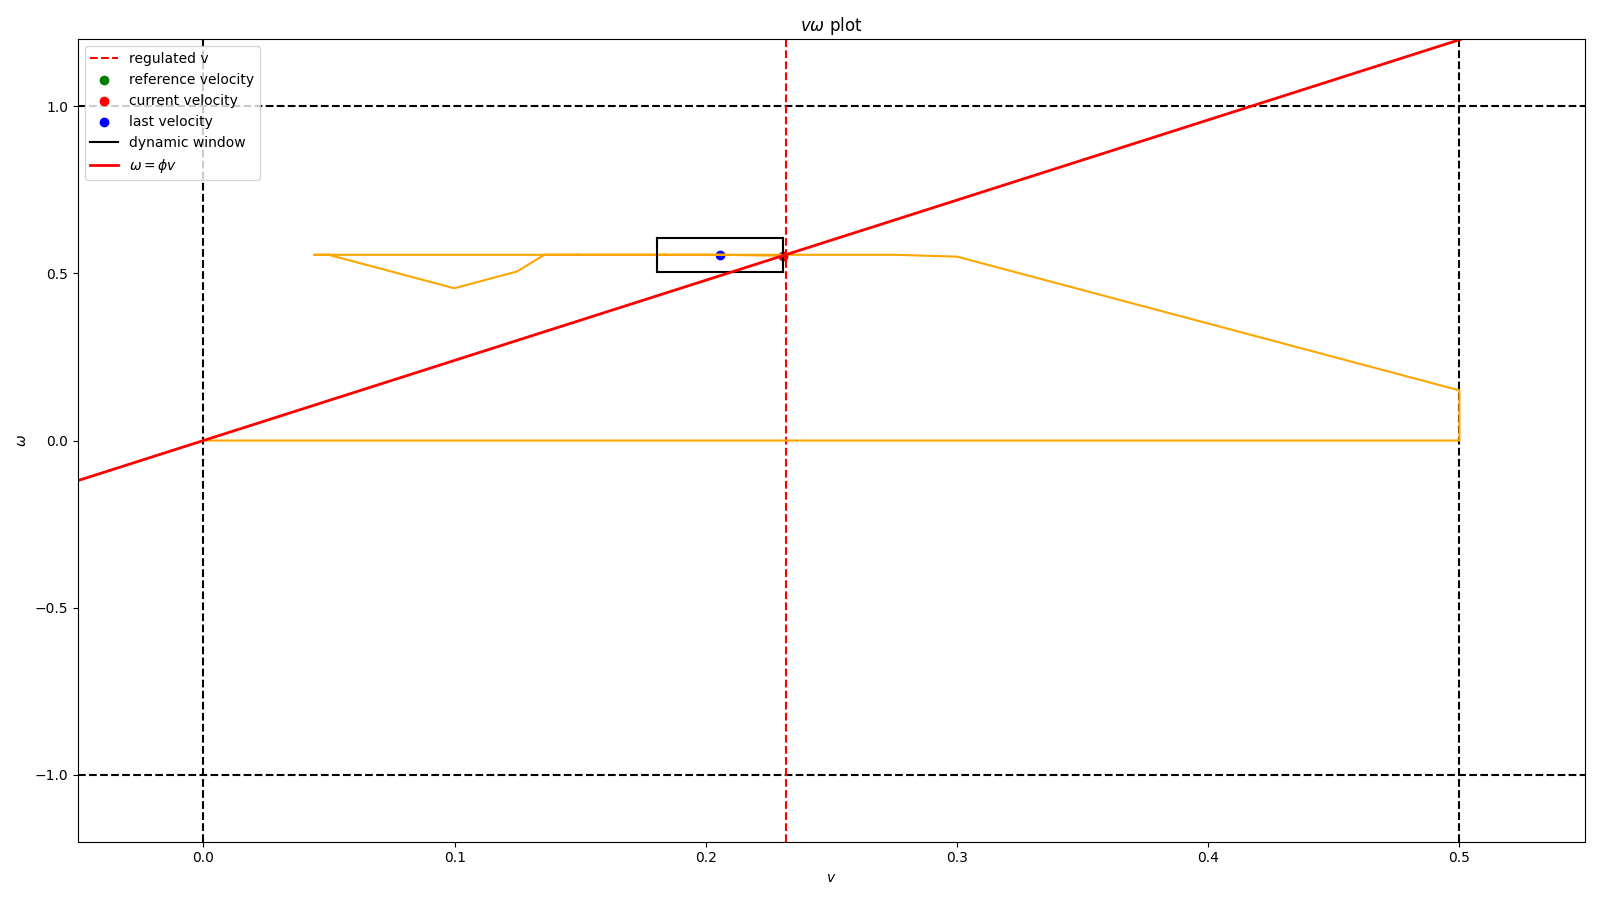 vω plot
regulated v
reference velocity
current velocity
last velocity
dynamic window
ω = ϕv
1.0
0.5
0.0
−0.5
−1.0
ω
0.0 0.1 0.2 0.3 0.4 0.5
v